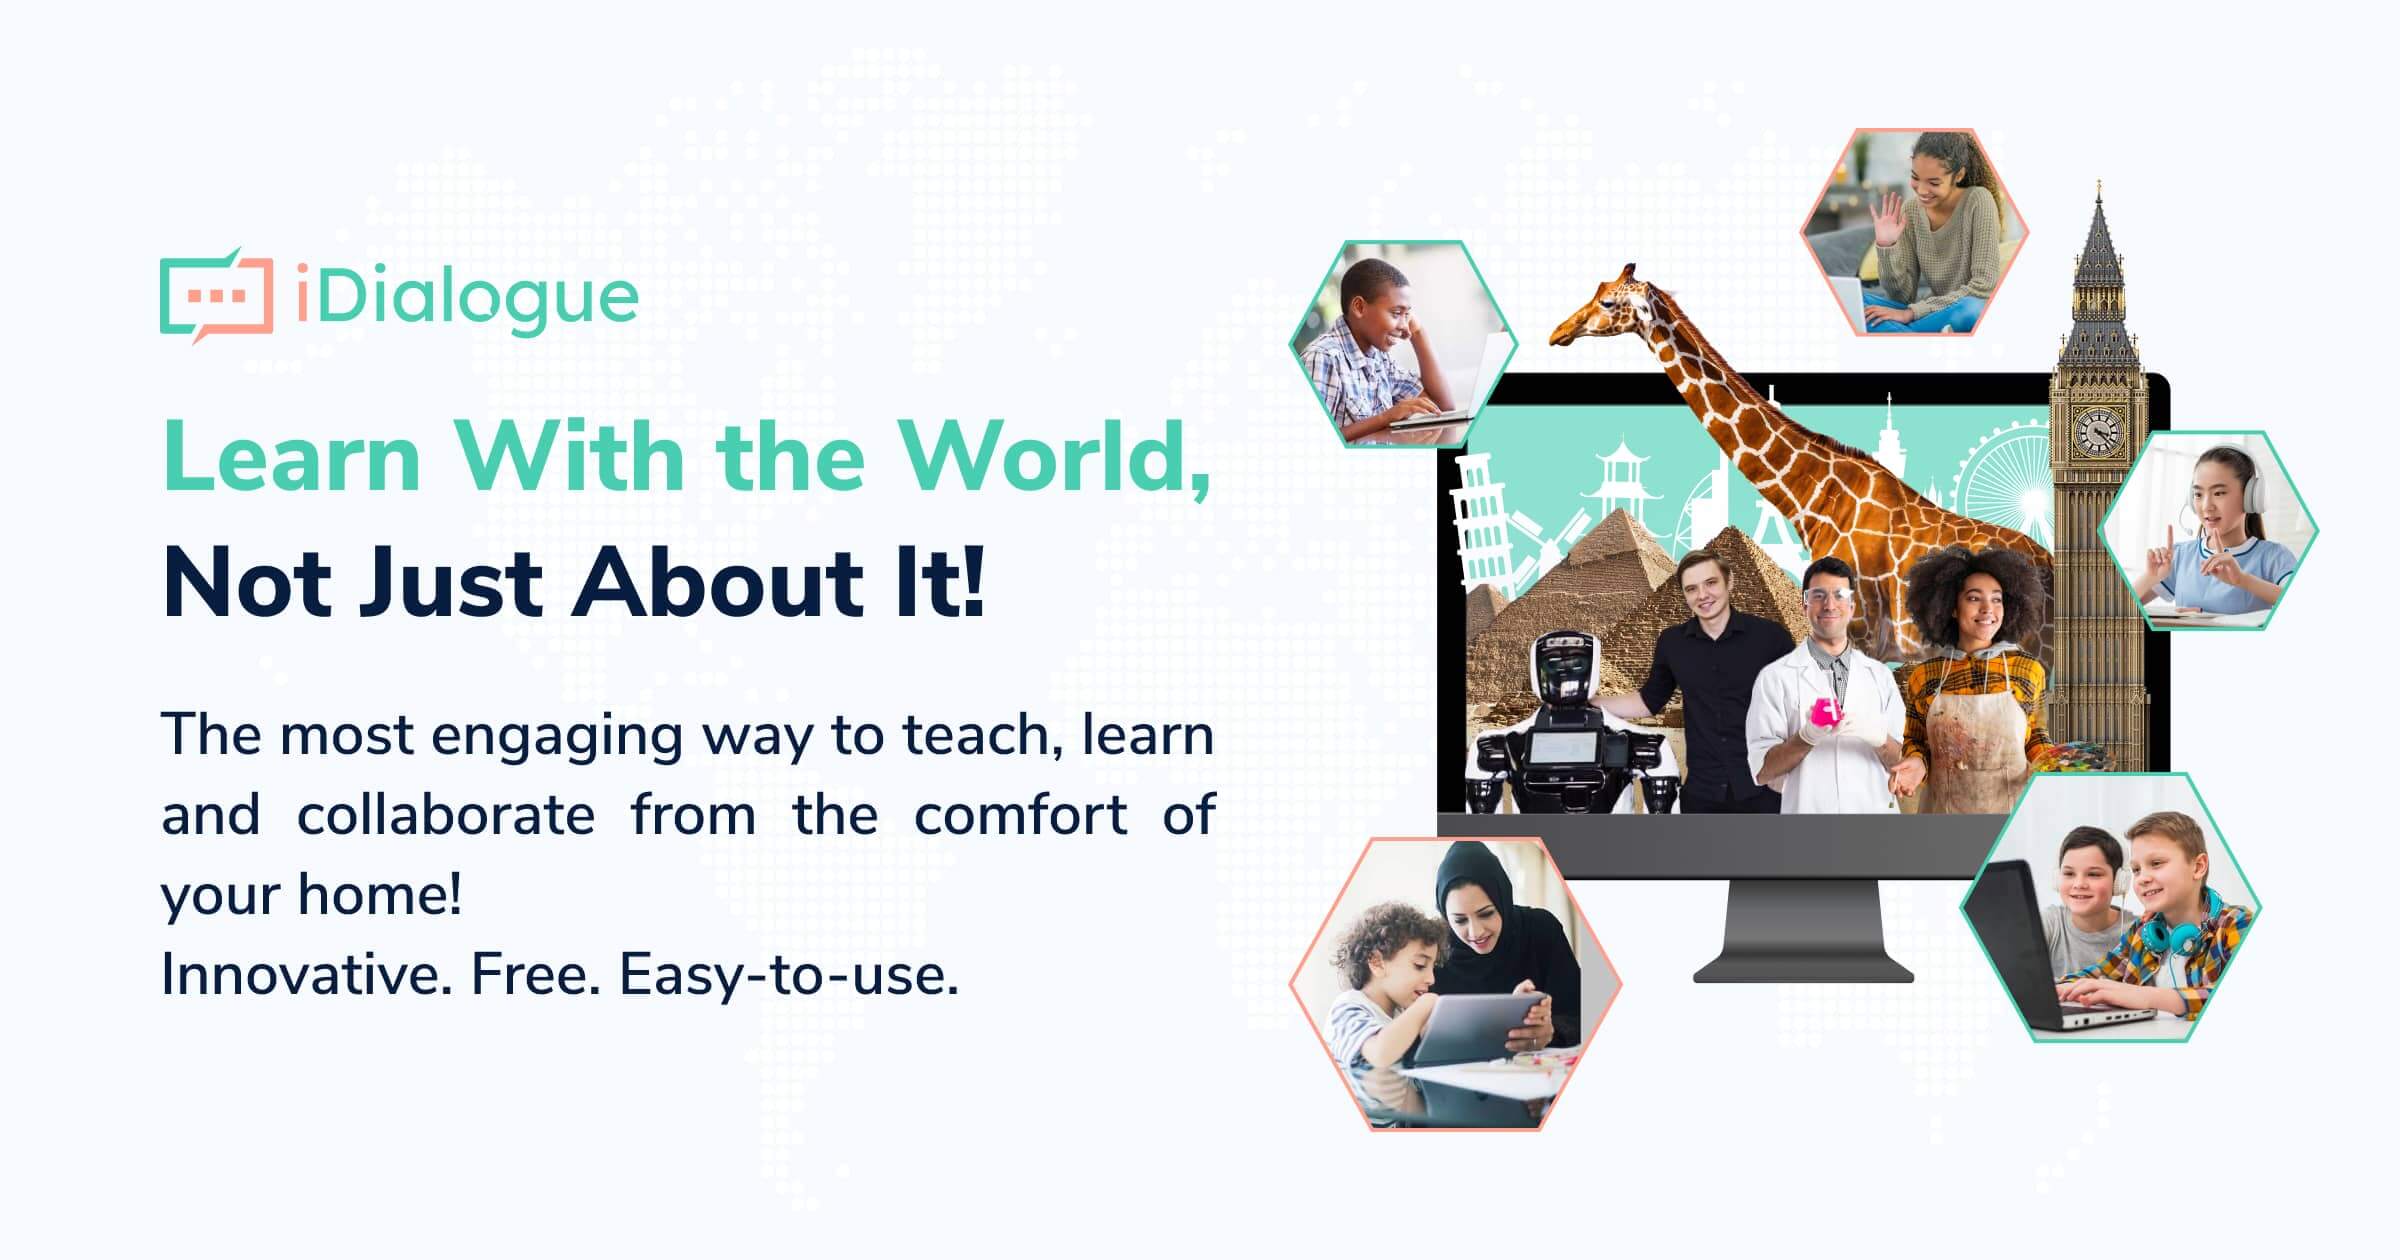 iDialogue
Learn With the World,
Not Just About It!
The most engaging way to teach, learn
and collaborate from the comfort of
your home!
Innovative. Free. Easy-to-use.